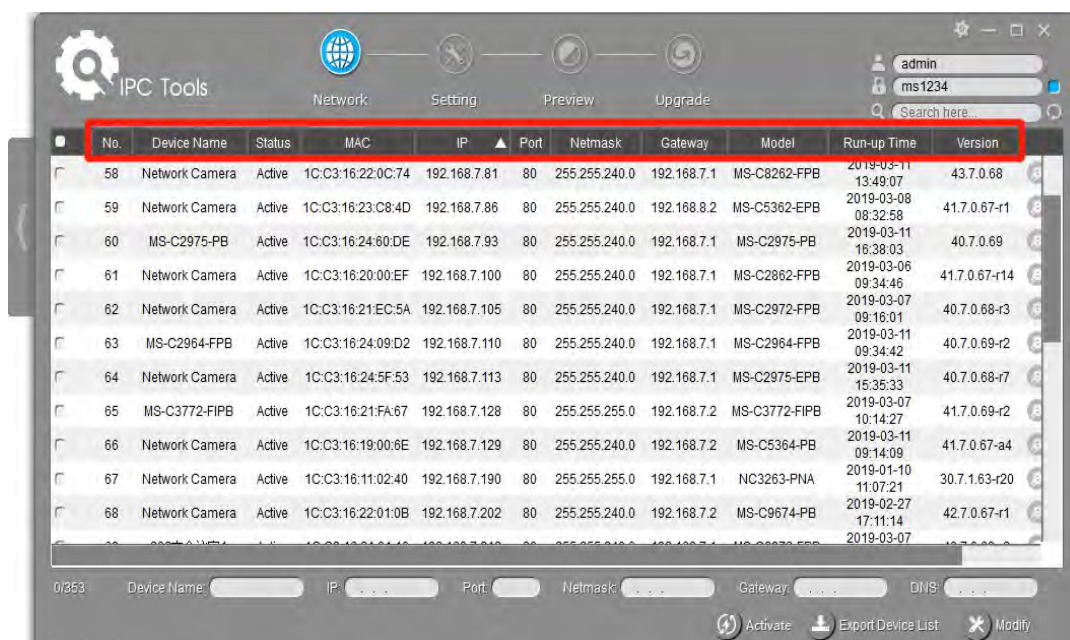 IPC Tools
Network Setting Preview Upgrade
admin
ms1234
Search here...
No. Device Name Status MAC IP Port Netmask Gateway Model Run-up Time Version
58 Network Camera Active 1C:C3:16:22:0C:74 192.168.7.81 80 255.255.240.0 192.168.7.1 MS-C8262-FPB 2019-03-11 13:49:07 43.7.0.68
59 Network Camera Active 1C:C3:16:23:C8:4D 192.168.7.86 80 255.255.240.0 192.168.8.2 MS-C5362-EPB 2019-03-08 08:32:58 41.7.0.67-r1
60 MS-C2975-PB Active 1C:C3:16:24:60:DE 192.168.7.93 80 255.255.240.0 192.168.7.1 MS-C2975-PB 2019-03-11 16:38:03 40.7.0.69
61 Network Camera Active 1C:C3:16:20:00:EF 192.168.7.100 80 255.255.240.0 192.168.7.1 MS-C2862-FPB 2019-03-06 09:34:46 41.7.0.67-r14
62 Network Camera Active 1C:C3:16:21:EC:5A 192.168.7.105 80 255.255.240.0 192.168.7.1 MS-C2972-FPB 2019-03-07 09:16:01 40.7.0.68-r3
63 MS-C2964-FPB Active 1C:C3:16:24:09:D2 192.168.7.110 80 255.255.240.0 192.168.7.1 MS-C2964-FPB 2019-03-11 09:34:42 40.7.0.69-r2
64 Network Camera Active 1C:C3:16:24:5F:53 192.168.7.113 80 255.255.240.0 192.168.7.1 MS-C2975-EPB 2019-03-11 15:35:33 40.7.0.68-r7
65 MS-C3772-FIPB Active 1C:C3:16:21:FA:67 192.168.7.128 80 255.255.255.0 192.168.7.2 MS-C3772-FIPB 2019-03-07 10:14:27 41.7.0.69-r2
66 Network Camera Active 1C:C3:16:19:00:6E 192.168.7.129 80 255.255.240.0 192.168.7.2 MS-C5364-PB 2019-03-11 09:14:09 41.7.0.67-a4
67 Network Camera Active 1C:C3:16:11:02:40 192.168.7.190 80 255.255.255.0 192.168.7.1 NC3263-PNA 2019-01-10 11:07:21 30.7.1.63-r20
68 Network Camera Active 1C:C3:16:22:01:0B 192.168.7.202 80 255.255.240.0 192.168.7.2 MS-C9674-PB 2019-02-27 17:11:14 42.7.0.67-r1
2019-03-07
0/353 Device Name: IP: . . . Port: Netmask: . . . Gateway: . . . DNS: . . .
Activate Export Device List Modify